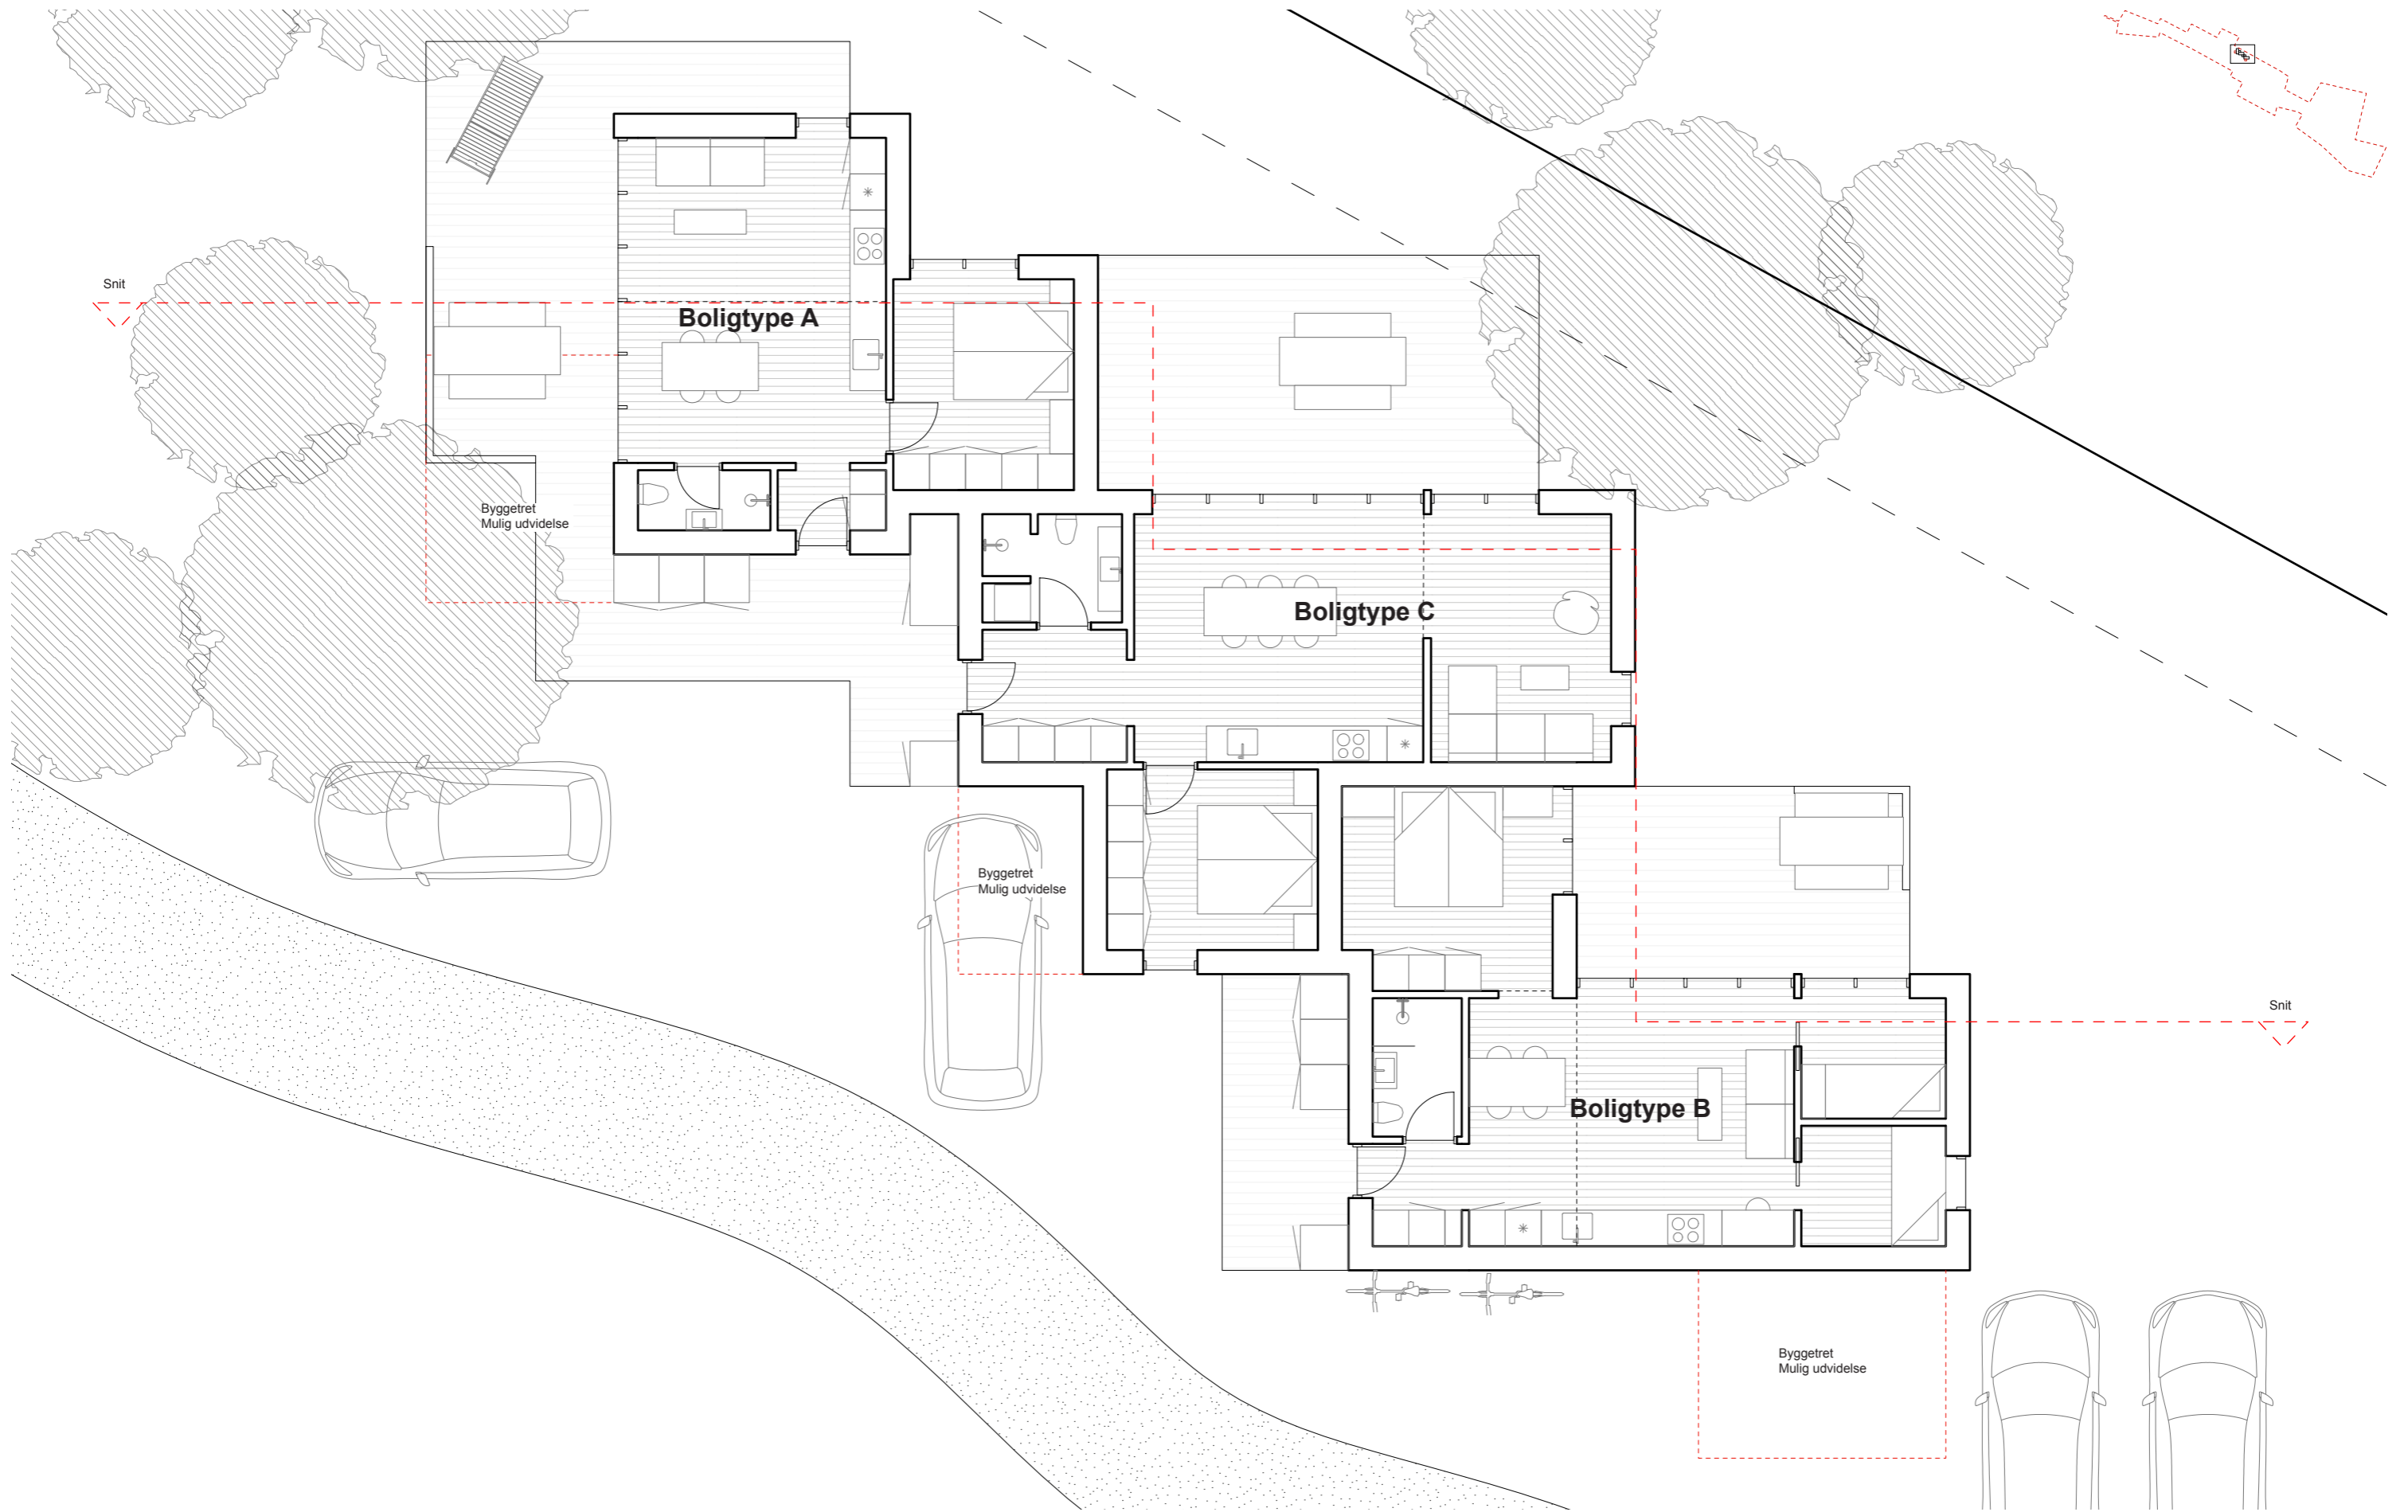 Snit
Boligtype A
Byggetret
Mulig udvidelse
Boligtype C
Byggetret
Mulig udvidelse
Snit
Boligtype B
Byggetret
Mulig udvidelse